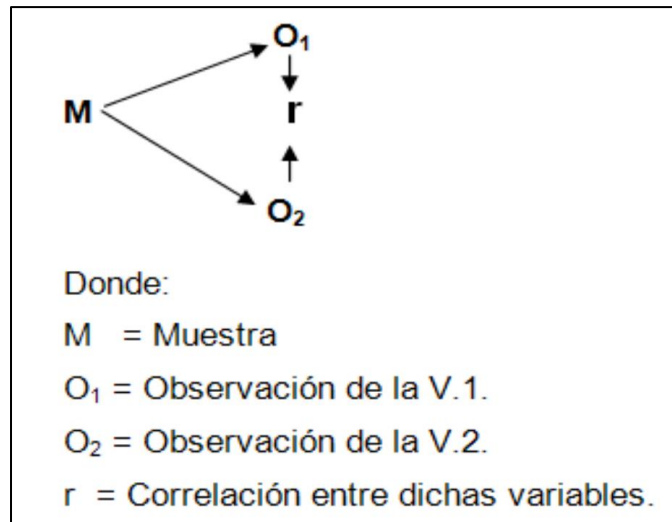 O₁
M r
O₂
Donde:
M = Muestra
O₁ = Observación de la V.1.
O₂ = Observación de la V.2.
r = Correlación entre dichas variables.